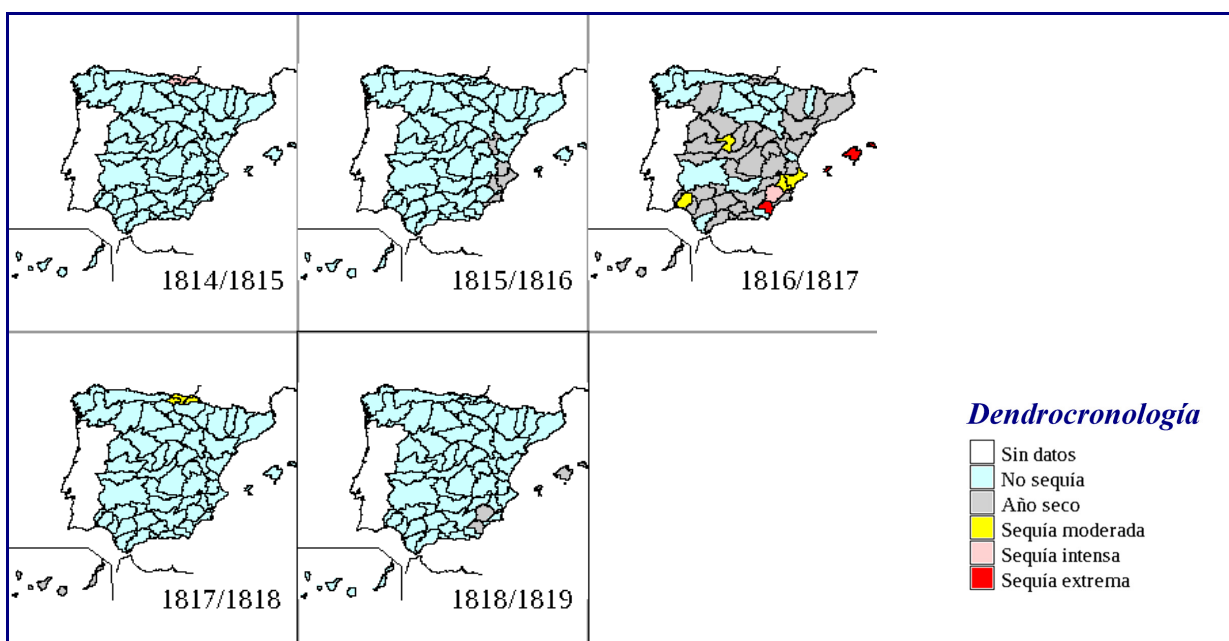 1814/1815
1815/1816
1816/1817
1817/1818
1818/1819
Dendrocronología
Sin datos
No sequía
Año seco
Sequía moderada
Sequía intensa
Sequía extrema